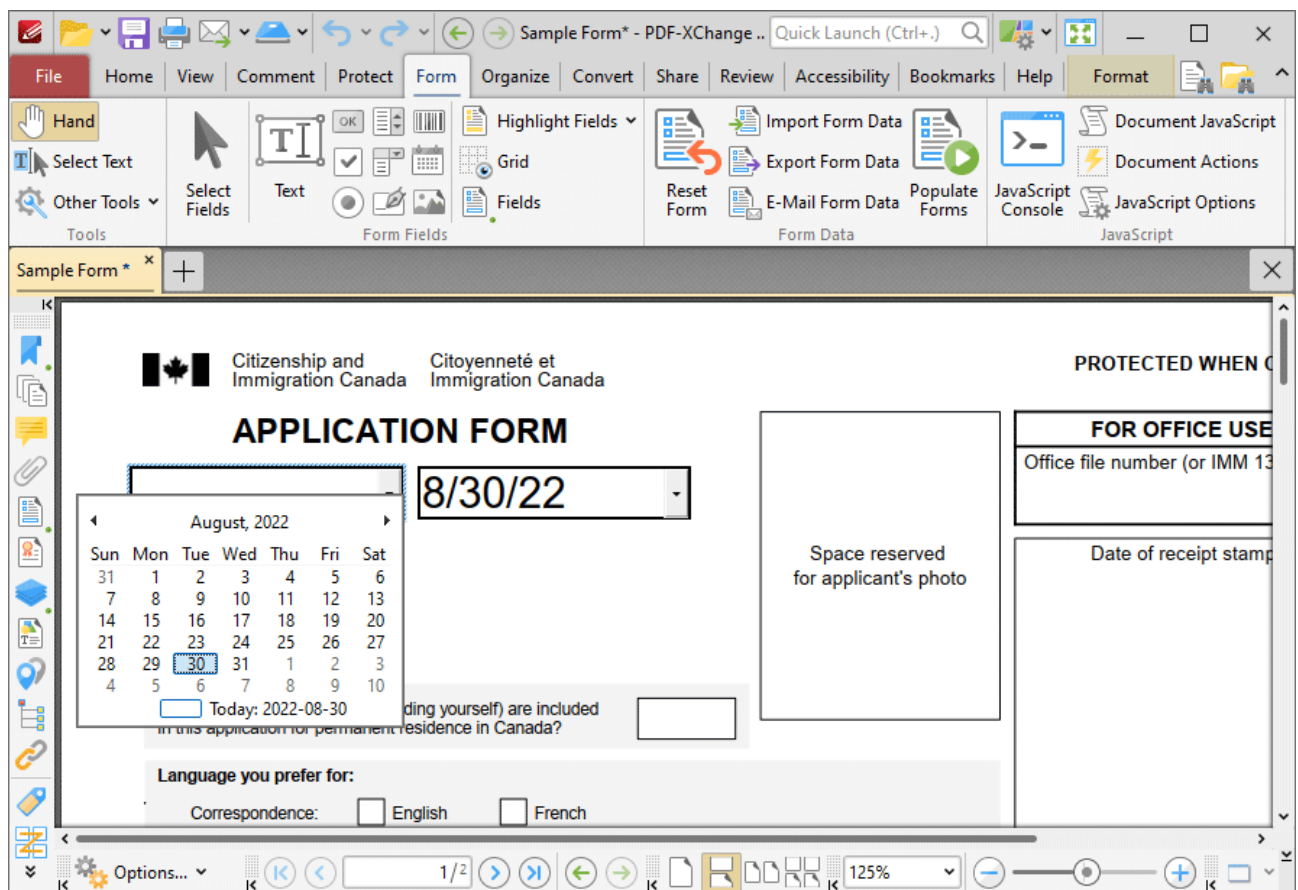 Sample Form* - PDF-XChange ..
Quick Launch (Ctrl+.)
File Home View Comment Protect Form Organize Convert Share Review Accessibility Bookmarks Help Format
Hand
Select Text
Other Tools
Tools
Select Fields
Text
OK
Form Fields
Highlight Fields
Grid
Fields
Reset Form
Import Form Data
Export Form Data
E-Mail Form Data
Populate Forms
Form Data
JavaScript Console
Document JavaScript
Document Actions
JavaScript Options
JavaScript
Sample Form *
Citizenship and Immigration Canada
Citoyenneté et Immigration Canada
PROTECTED WHEN
APPLICATION FORM
FOR OFFICE USE
Office file number (or IMM 13
8/30/22
August, 2022
Sun Mon Tue Wed Thu Fri Sat
31 1 2 3 4 5 6
7 8 9 10 11 12 13
14 15 16 17 18 19 20
21 22 23 24 25 26 27
28 29 30 31 1 2 3
4 5 6 7 8 9 10
Today: 2022-08-30
Space reserved
for applicant's photo
Date of receipt stamp
ding yourself) are included
in this application for permanent residence in Canada?
Language you prefer for:
Correspondence: English French
Options...
1/2
125%